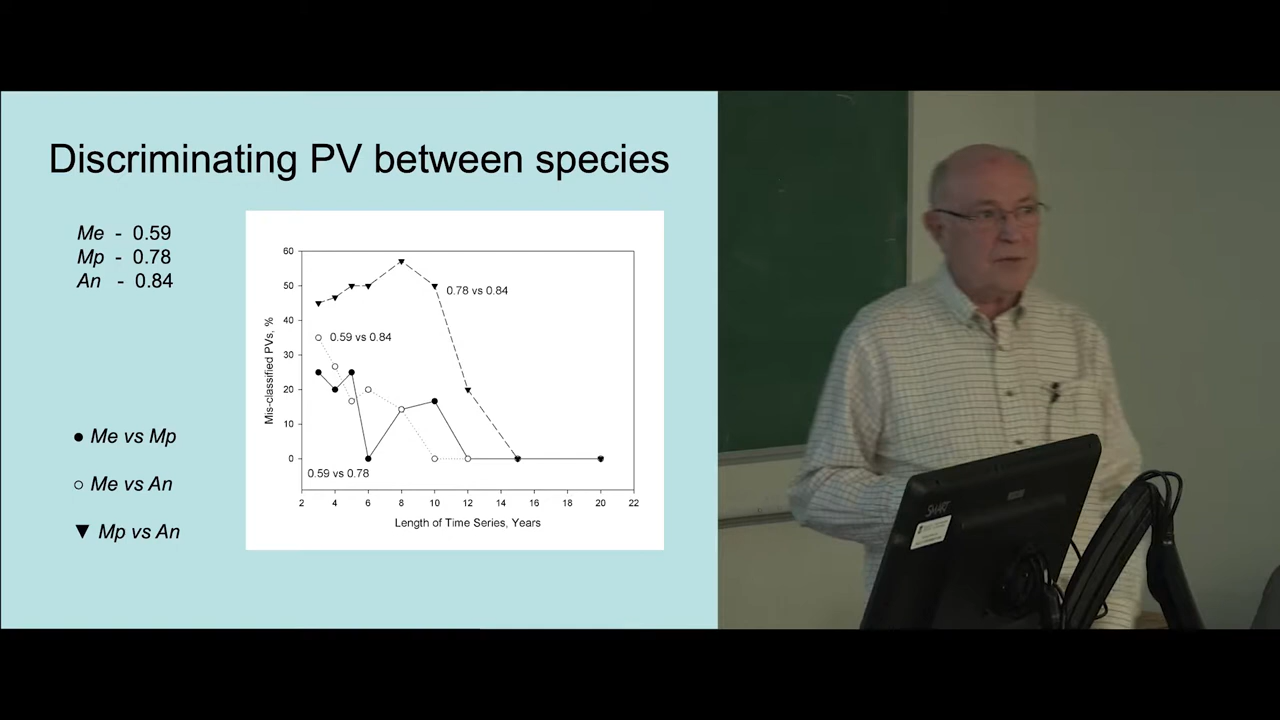 Discriminating PV between species
Me - 0.59
Mp - 0.78
An - 0.84
Me vs Mp
Me vs An
Mp vs An
60
50
40
30
20
10
0
Mis-classified PVs, %
0.78 vs 0.84
0.59 vs 0.84
0.59 vs 0.78
2 4 6 8 10 12 14 16 18 20 22
Length of Time Series, Years
SMART